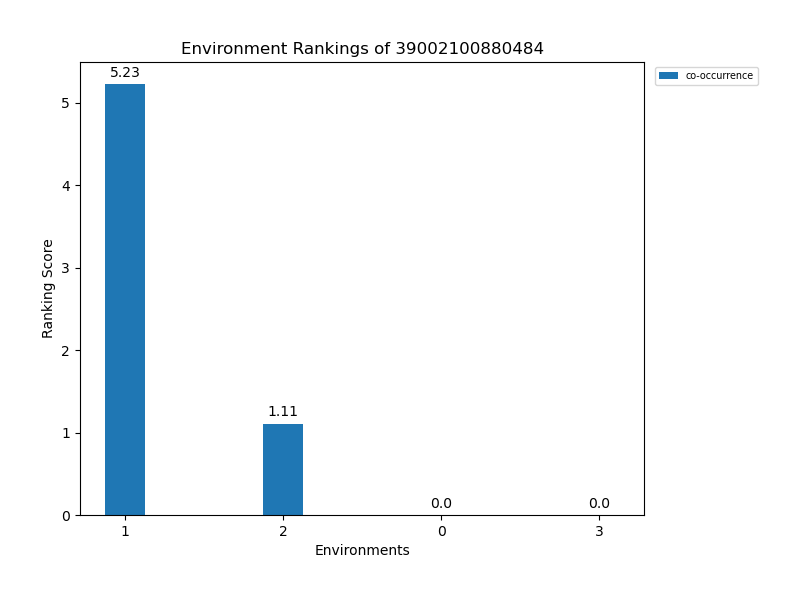 Environment Rankings of 39002100880484
co-occurrence
5.23
1.11
0.0
0.0
Ranking Score
5
4
3
2
1
0
1 2 0 3
Environments